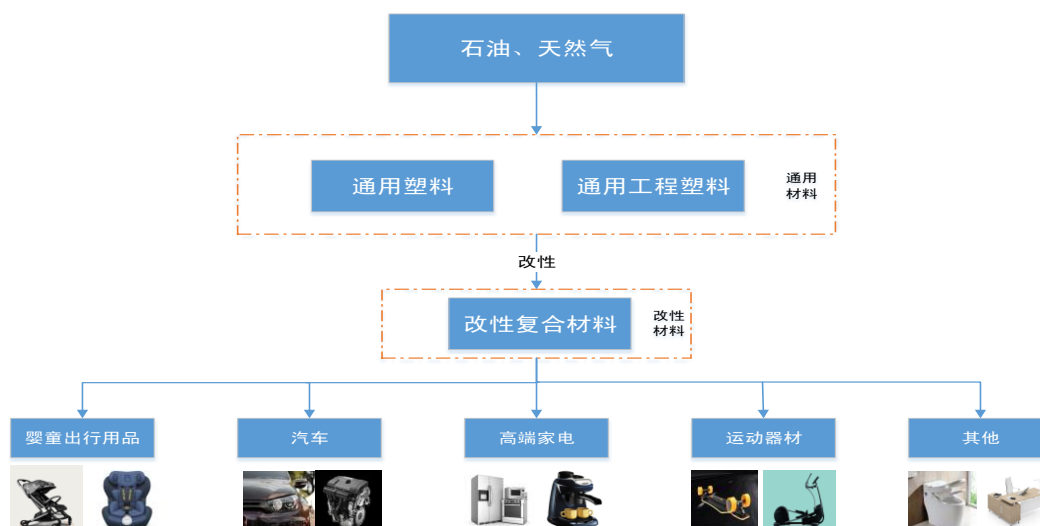 石油、天然气
通用塑料
通用工程塑料
通用
材料
改性
改性复合材料
改性
材料
婴童出行用品
汽车
高端家电
运动器材
其他